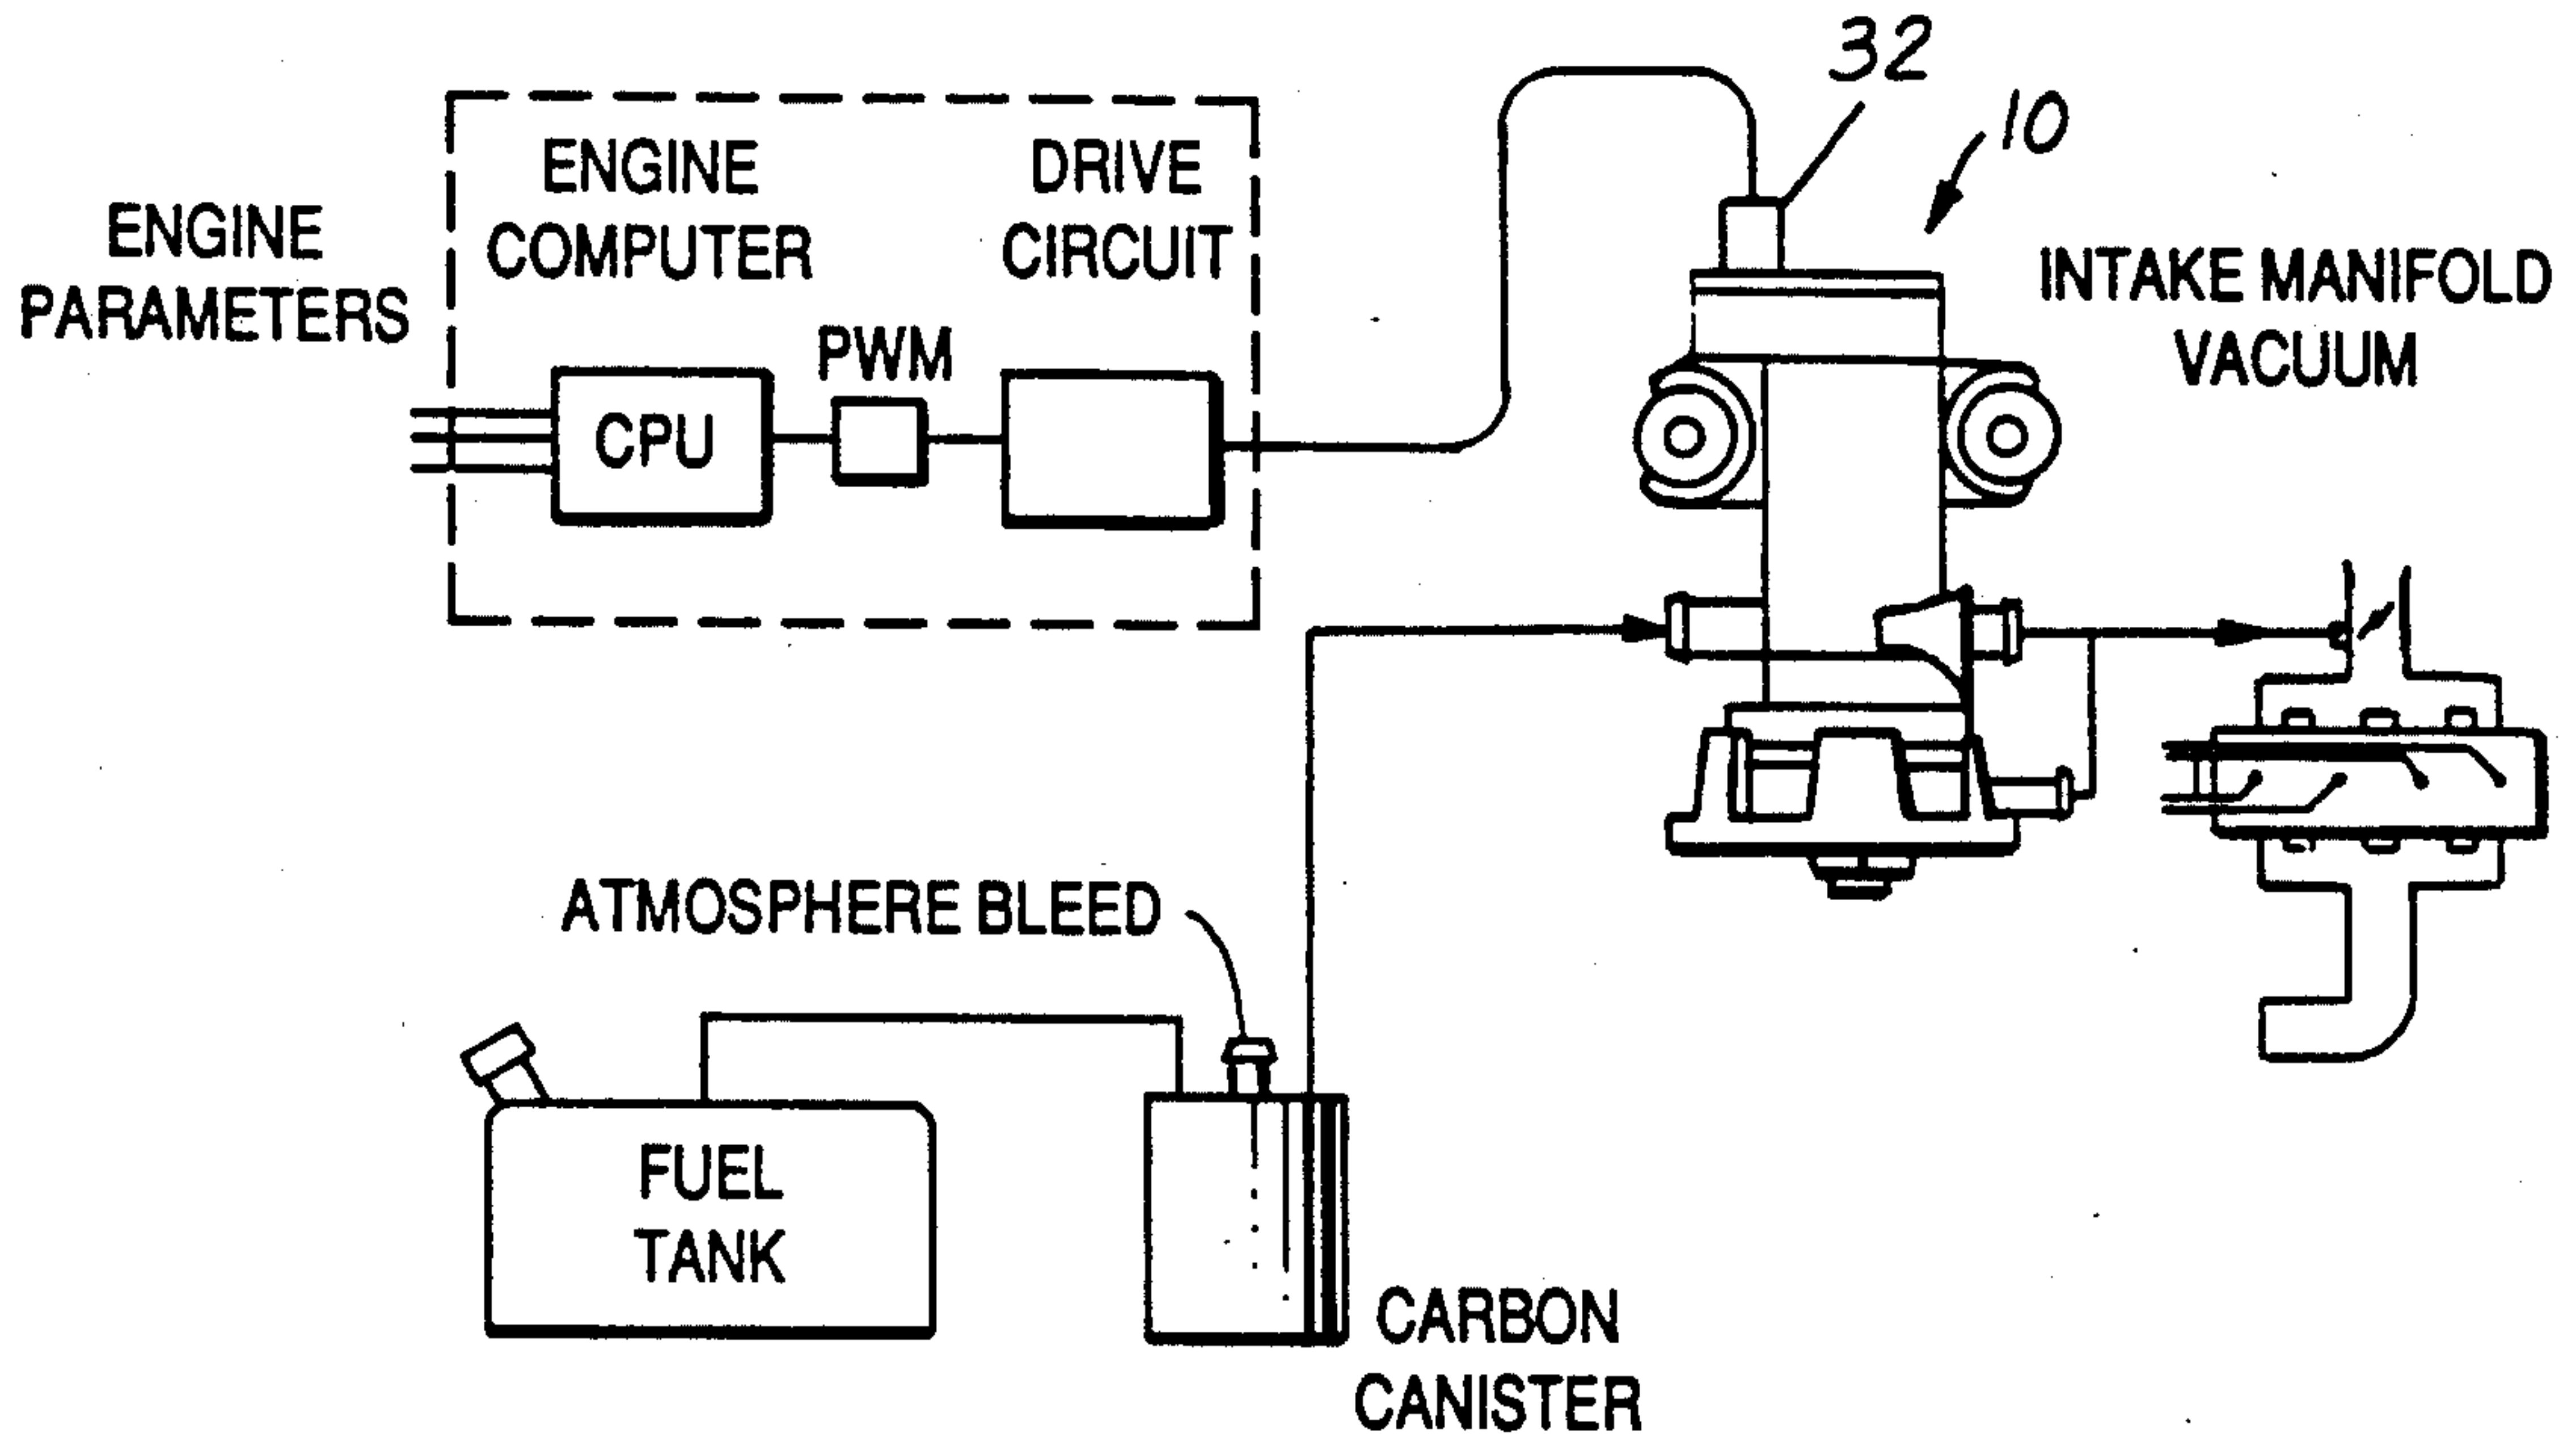 32
10
ENGINE
PARAMETERS
ENGINE
COMPUTER
DRIVE
CIRCUIT
PWM
CPU
INTAKE MANIFOLD
VACUUM
ATMOSPHERE BLEED
FUEL
TANK
CARBON
CANISTER